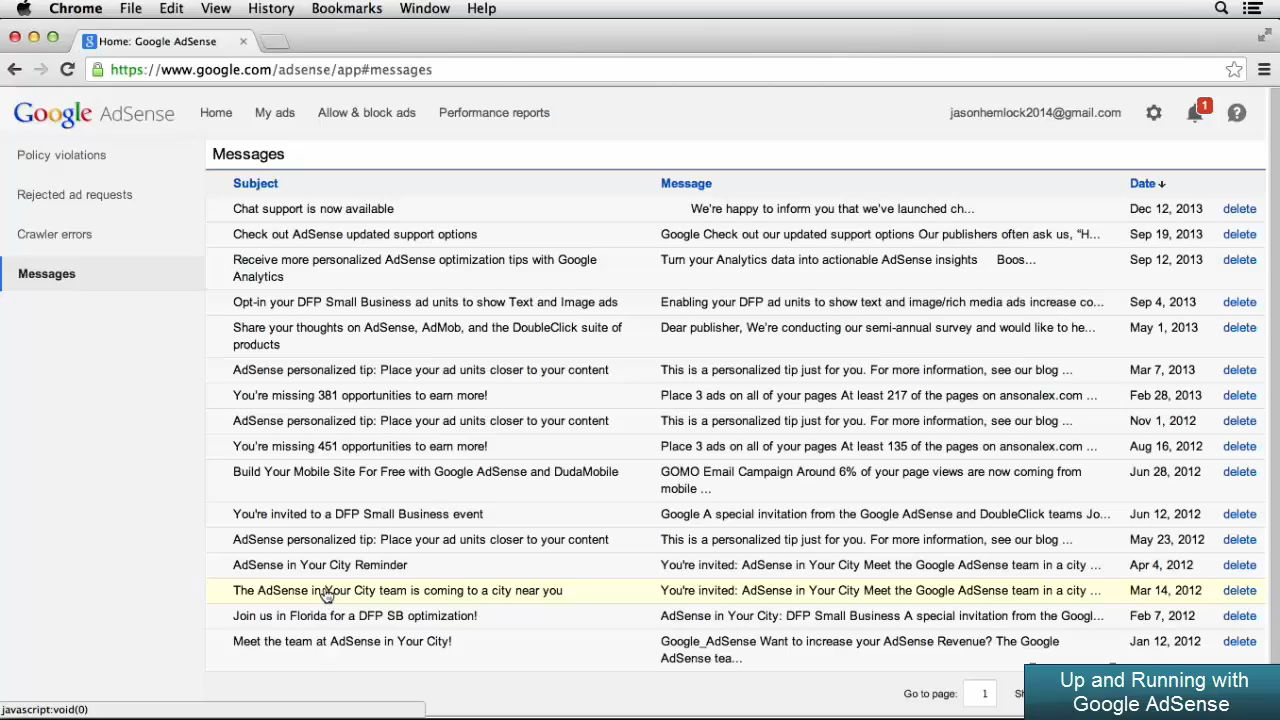 Chrome File Edit View History Bookmarks Window Help
Home: Google AdSense
https://www.google.com/adsense/app#messages
Google AdSense Home My ads Allow & block ads Performance reports jasonhemlock2014@gmail.com 1
Policy violations
Rejected ad requests
Crawler errors
Messages
Messages
Subject Message Date
Chat support is now available We're happy to inform you that we've launched ch... Dec 12, 2013 delete
Check out AdSense updated support options Google Check out our updated support options Our publishers often ask us, "H... Sep 19, 2013 delete
Receive more personalized AdSense optimization tips with Google Turn your Analytics data into actionable AdSense insights Boos... Sep 12, 2013 delete
Analytics
Opt-in your DFP Small Business ad units to show Text and Image ads Enabling your DFP ad units to show text and image/rich media ads increase co... Sep 4, 2013 delete
Share your thoughts on AdSense, AdMob, and the DoubleClick suite of Dear publisher, We're conducting our semi-annual survey and would like to he... May 1, 2013 delete
products
AdSense personalized tip: Place your ad units closer to your content This is a personalized tip just for you. For more information, see our blog ... Mar 7, 2013 delete
You're missing 381 opportunities to earn more! Place 3 ads on all of your pages At least 217 of the pages on ansonalex.com ... Feb 28, 2013 delete
AdSense personalized tip: Place your ad units closer to your content This is a personalized tip just for you. For more information, see our blog ... Nov 1, 2012 delete
You're missing 451 opportunities to earn more! Place 3 ads on all of your pages At least 135 of the pages on ansonalex.com ... Aug 16, 2012 delete
Build Your Mobile Site For Free with Google AdSense and DudaMobile GOMO Email Campaign Around 6% of your page views are now coming from Jun 28, 2012 delete
mobile ...
You're invited to a DFP Small Business event Google A special invitation from the Google AdSense and DoubleClick teams Jo... Jun 12, 2012 delete
AdSense personalized tip: Place your ad units closer to your content This is a personalized tip just for you. For more information, see our blog ... May 23, 2012 delete
AdSense in Your City Reminder You're invited: AdSense in Your City Meet the Google AdSense team in a city ... Apr 4, 2012 delete
The AdSense in Your City team is coming to a city near you You're invited: AdSense in Your City Meet the Google AdSense team in a city ... Mar 14, 2012 delete
Join us in Florida for a DFP SB optimization! AdSense in Your City: DFP Small Business A special invitation from the Googl... Feb 7, 2012 delete
Meet the team at AdSense in Your City! Google_AdSense Want to increase your AdSense Revenue? The Google Jan 12, 2012 delete
AdSense tea...
Go to page: 1
javascript:void(0)
Up and Running with
Google AdSense